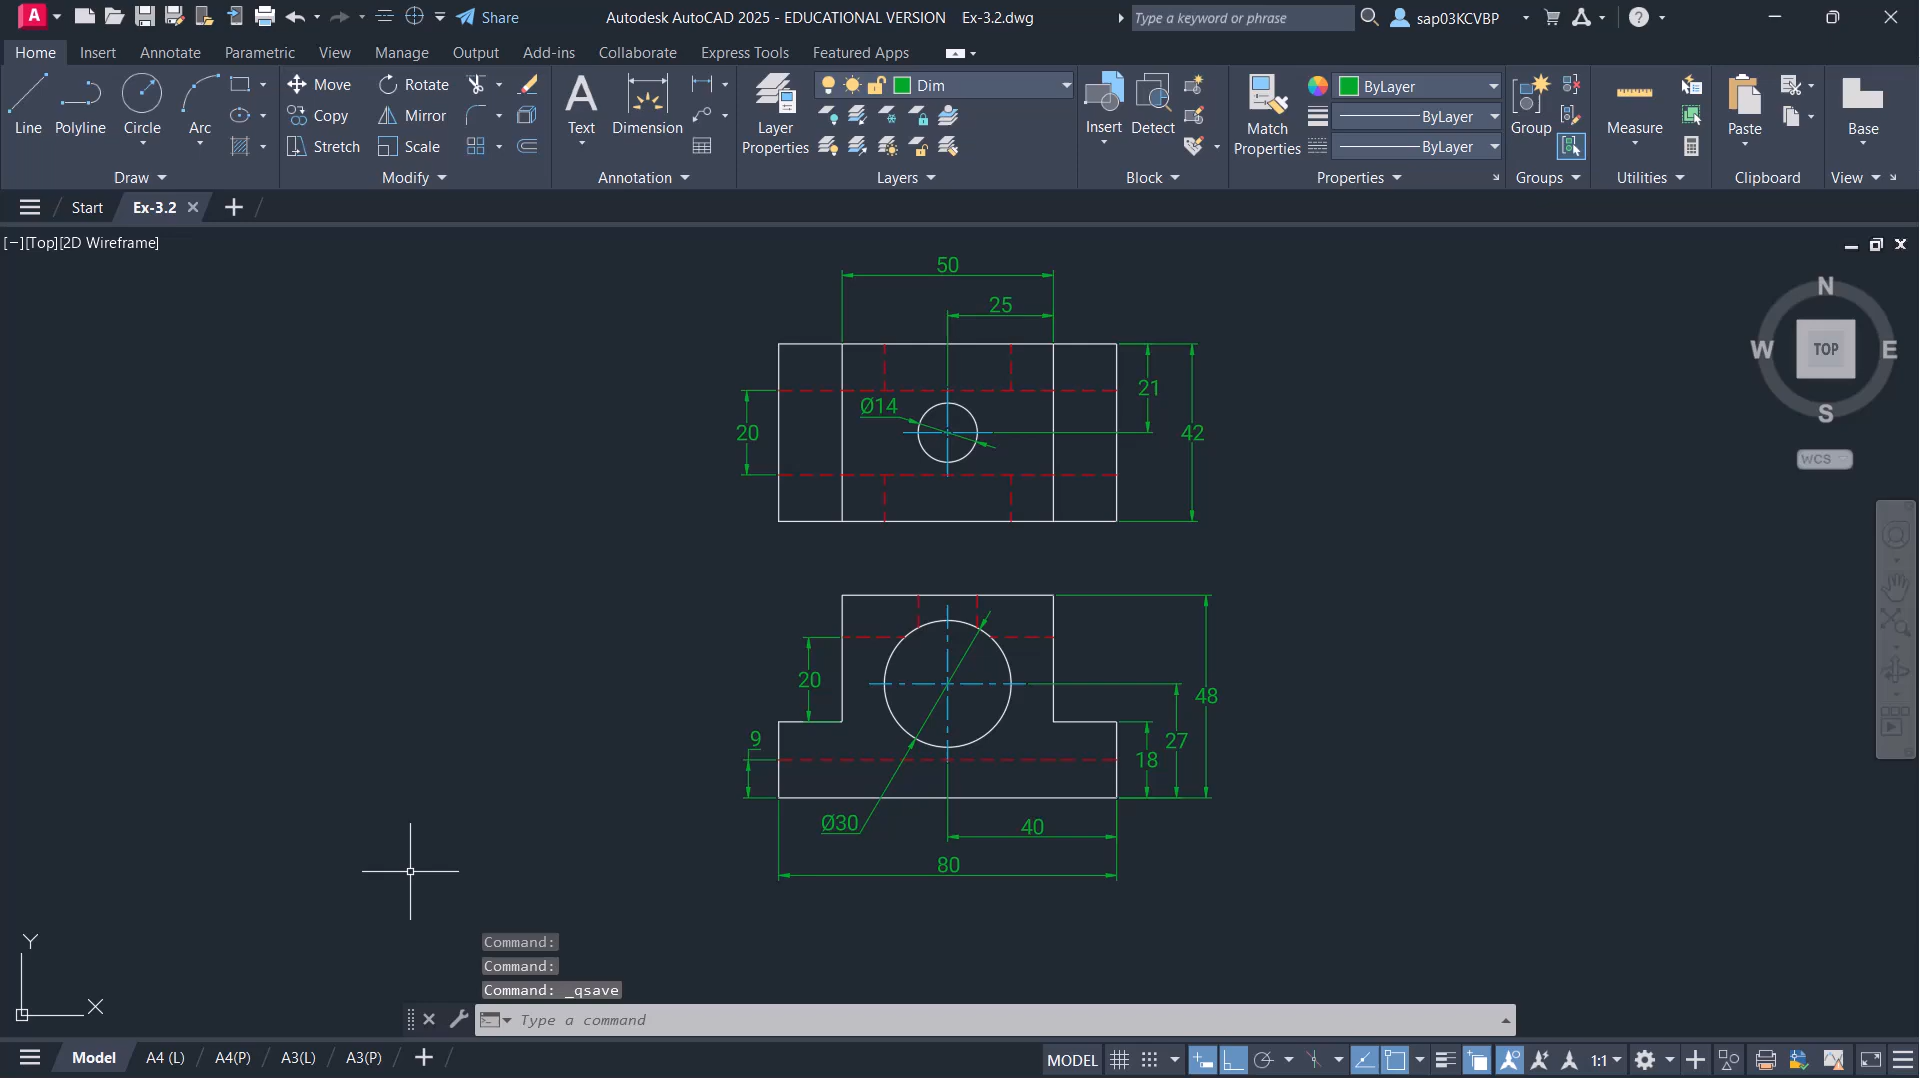 A Share Autodesk AutoCAD 2025 - EDUCATIONAL VERSION Ex-3.2.dwg Type a keyword or phrase sap03KCVBP ?
Home Insert Annotate Parametric View Manage Output Add-ins Collaborate Express Tools Featured Apps
Line Polyline Circle Arc
Move Rotate
Copy Mirror
Stretch Scale
Text Dimension
Layer Properties
Dim
Insert Detect
Match Properties
ByLayer
ByLayer
ByLayer
Group Measure Paste Base
Draw Modify Annotation Layers Block Properties Groups Utilities Clipboard View
Start Ex-3.2
[−][Top][2D Wireframe]
50
25
21
Ø14
20
42
20
48
9
27
18
Ø30
40
80
N
W TOP E
S
WCS
Y
X
Command:
Command:
Command: _qsave
Type a command
Model A4 (L) A4(P) A3(L) A3(P)
MODEL 1:1